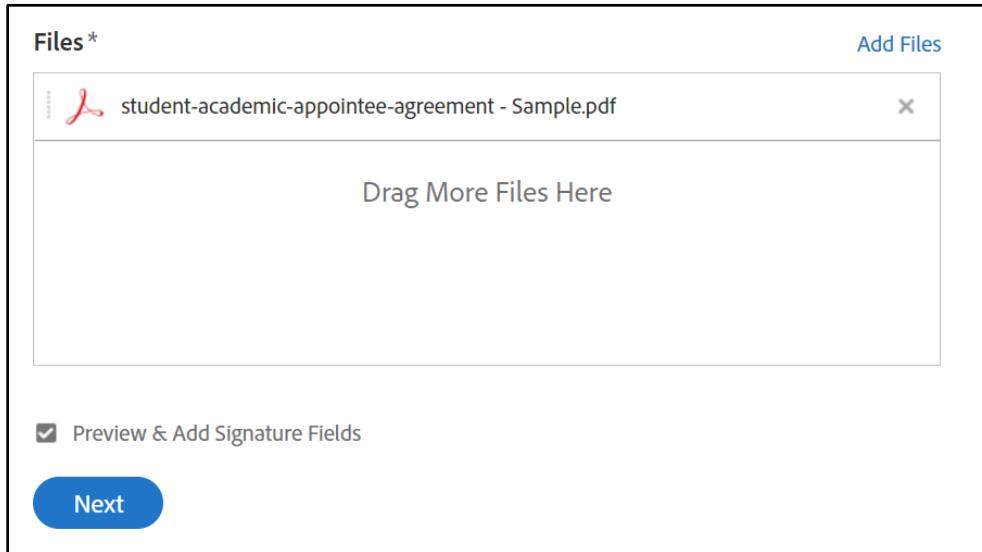 Files*
Add Files
student-academic-appointee-agreement - Sample.pdf
Drag More Files Here
Preview & Add Signature Fields
Next